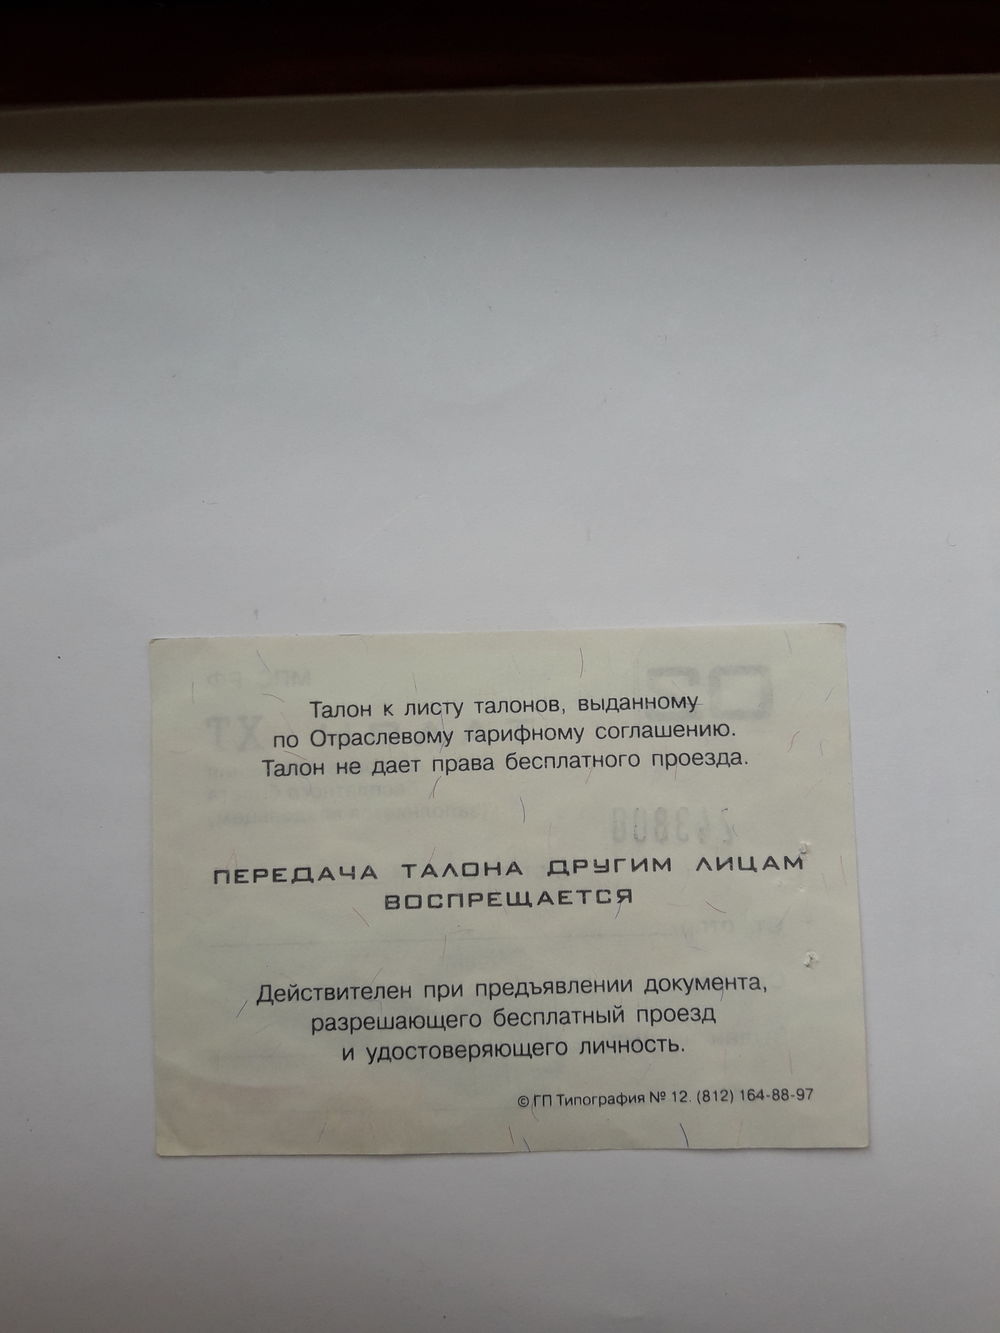 Талон к листу талонов, выданному
по Отраслевому тарифному соглашению.
Талон не дает права бесплатного проезда.
ПЕРЕДАЧА ТАЛОНА ДРУГИМ ЛИЦАМ
ВОСПРЕЩАЕТСЯ
Действителен при предъявлении документа,
разрешающего бесплатный проезд
и удостоверяющего личность.
© ГП Типография № 12. (812) 164-88-97